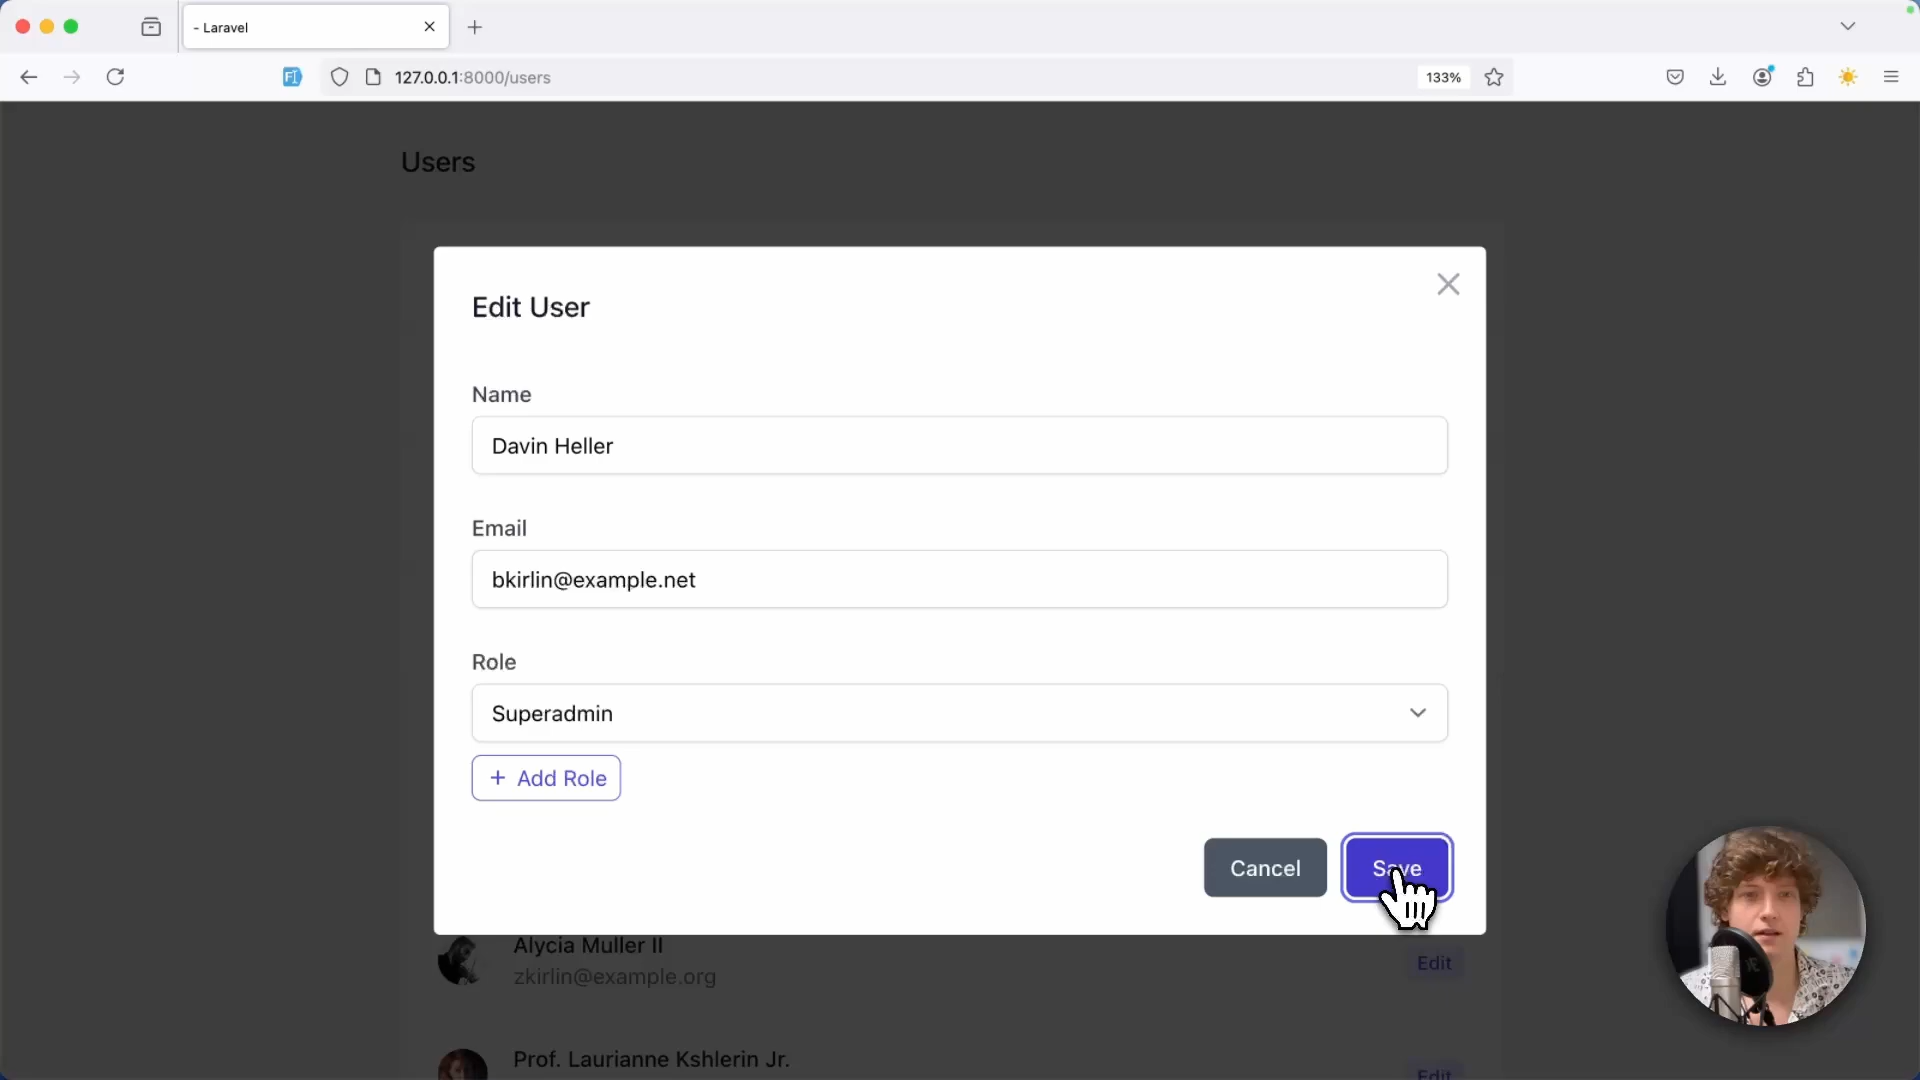 - Laravel
127.0.0.1:8000/users
133%
Users
Edit User
Name
Davin Heller
Email
bkirlin@example.net
Role
Superadmin
+ Add Role
Cancel
Save
Alycia Muller II
zkirlin@example.org
Edit
Prof. Laurianne Kshlerin Jr.
Edit